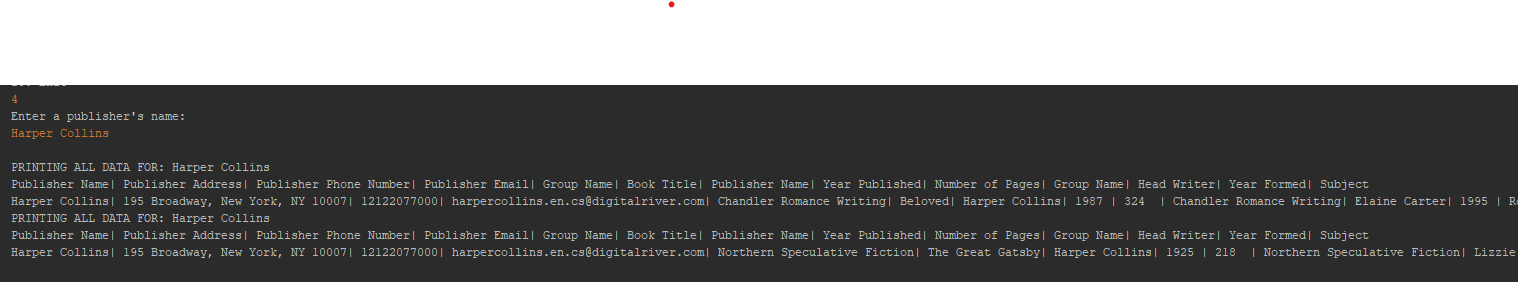 4
Enter a publisher's name:
Harper Collins
PRINTING ALL DATA FOR: Harper Collins
Publisher Name| Publisher Address| Publisher Phone Number| Publisher Email| Group Name| Book Title| Publisher Name| Year Published| Number of Pages| Group Name| Head Writer| Year Formed| Subject
Harper Collins| 195 Broadway, New York, NY 10007| 12122077000| harpercollins.en.cs@digitalriver.com| Chandler Romance Writing| Beloved| Harper Collins| 1987 | 324  | Chandler Romance Writing| Elaine Carter| 1995 |
PRINTING ALL DATA FOR: Harper Collins
Publisher Name| Publisher Address| Publisher Phone Number| Publisher Email| Group Name| Book Title| Publisher Name| Year Published| Number of Pages| Group Name| Head Writer| Year Formed| Subject
Harper Collins| 195 Broadway, New York, NY 10007| 12122077000| harpercollins.en.cs@digitalriver.com| Northern Speculative Fiction| The Great Gatsby| Harper Collins| 1925 | 218  | Northern Speculative Fiction| Lizzie